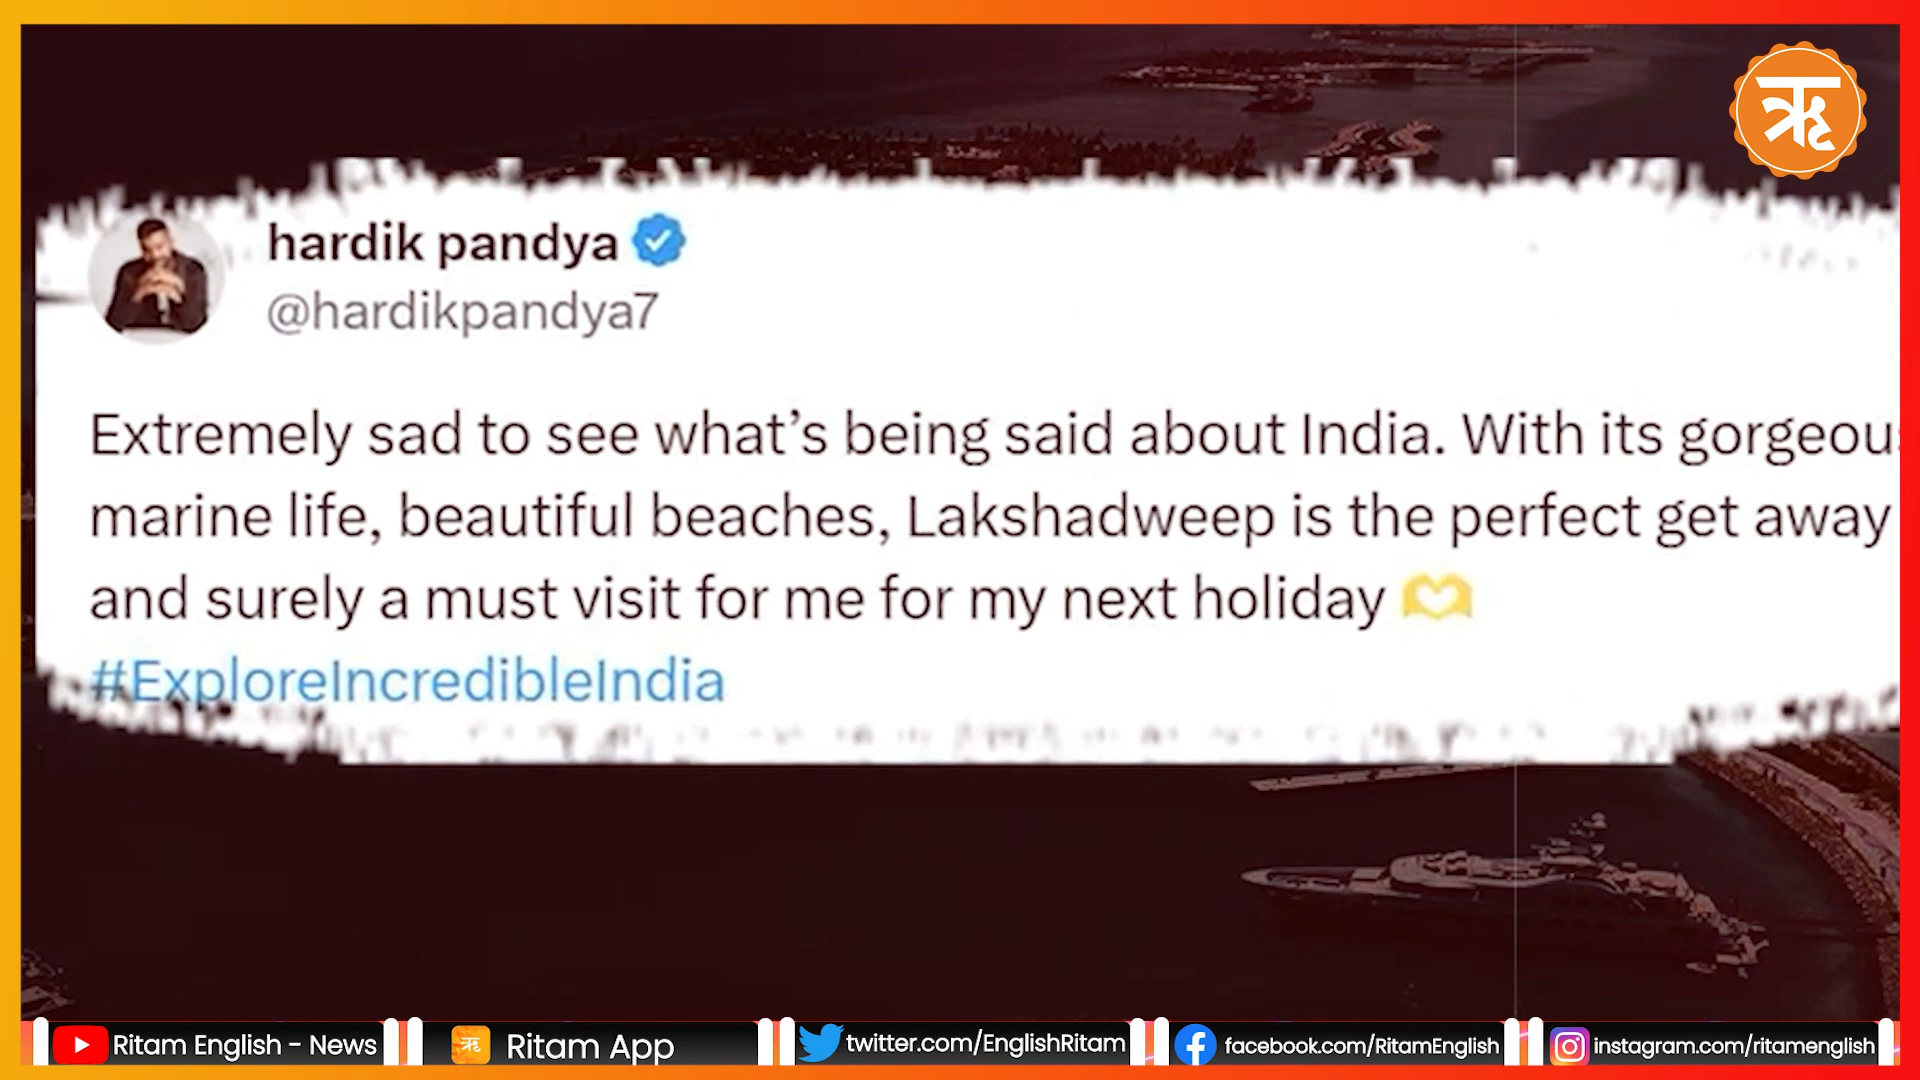 ऋ
hardik pandya
@hardikpandya7
Extremely sad to see what’s being said about India. With its gorgeous
marine life, beautiful beaches, Lakshadweep is the perfect get away
and surely a must visit for me for my next holiday 🫶
#ExploreIncredibleIndia
Ritam English - News
ऋ Ritam App
twitter.com/EnglishRitam
facebook.com/RitamEnglish
instagram.com/ritamenglish